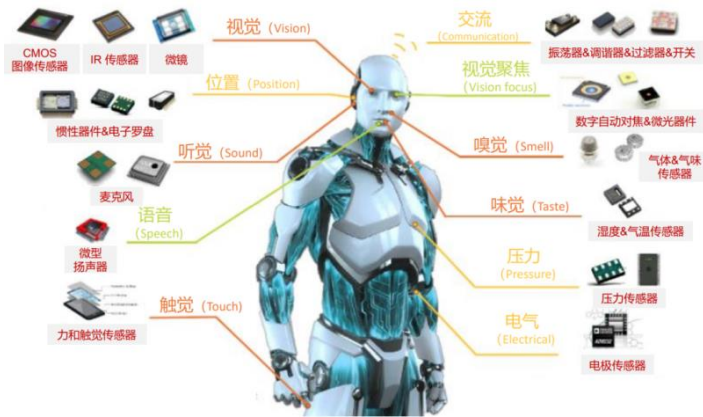 视觉（Vision）
CMOS
图像传感器
IR 传感器
微镜
位置（Position）
惯性器件&电子罗盘
听觉（Sound）
麦克风
语音
（Speech）
微型
扬声器
触觉（Touch）
力和触觉传感器
交流
（Communication）
振荡器&调谐器&过滤器&开关
视觉聚焦
（Vision focus）
数字自动对焦&微光器件
嗅觉（Smell）
气体&气味
传感器
味觉（Taste）
湿度&气温传感器
压力
（Pressure）
压力传感器
电气
（Electrical）
电极传感器